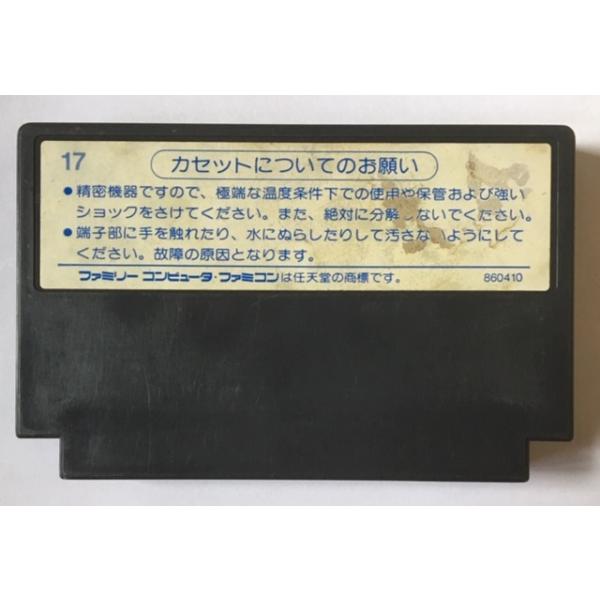 17
カセットについてのお願い
●精密機器ですので、極端な温度条件下での使用や保管および強い
ショックをさけてください。また、絶対に分解しないでください。
●端子部に手を触れたり、水にぬらしたりして汚さないようにして
ください。故障の原因となります。
ファミリー コンピュータ・ファミコンは任天堂の商標です。
860410